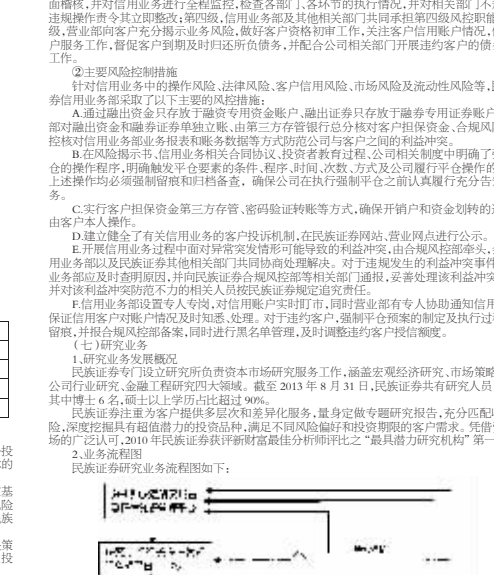 面稽核，并对信用业务进行全程监控，检查各部门、各环节的执行情况，并对相关部门不
违规操作责令其立即整改；第四级，信用业务部及其他相关部门共同承担第四级风控职
级，营业部向客户充分揭示业务风险，做好客户资格初审工作，关注客户信用账户情况，
户服务工作，督促客户到期及时归还所负债务，并配合公司相关部门开展违约客户的债
工作。
②主要风险控制措施
针对信用业务中的操作风险、法律风险、客户信用风险、市场风险及流动性风险等，
券信用业务部采取了以下主要的风控措施：
A.通过融出资金只存放于融资专用资金账户、融出证券只存放于融券专用证券账户
部对融出资金和融券证券单独立账、由第三方存管银行总分核对客户担保资金、合规风
控核对信用业务部业务报表和账务数据等方式防范公司与客户之间的利益冲突。
B.在风险揭示书、信用业务相关合同协议、投资者教育过程、公司相关制度中明确了
仓的操作程序，明确触发平仓要素的条件、程序、时间、次数、方式及公司履行平仓操作的
上述操作均必须强制留痕和归档备查，确保公司在执行强制平仓之前认真履行充分告
务。
C.实行客户担保资金第三方存管、密码验证转账等方式，确保开销户和资金划转的
由客户本人操作。
D.建立健全了有关信用业务的客户投诉机制，在民族证券网站、营业网点进行公示。
E.开展信用业务过程中面对异常突发情形可能导致的利益冲突，由合规风控部牵头，
用业务部以及民族证券其他相关部门共同协商处理解决。对于违规发生的利益冲突事件
业务部应及时查明原因，并向民族证券合规风控部等相关部门通报，妥善处理该利益冲突
并对该利益冲突防范不力的相关人员按民族证券规定追究责任。
F.信用业务部设置专人专岗，对信用账户实时盯市，同时营业部有专人协助通知信用
保证信用客户对账户情况及时知悉、处理。对于违约客户，强制平仓预案的制定及执行过
留痕，并报合规风控部备案，同时进行黑名单管理，及时调整违约客户授信额度。
（七）研究业务
1、研究业务发展概况
民族证券专门设立研究所负责资本市场研究服务工作，涵盖宏观经济研究、市场策略
公司行业研究、金融工程研究四大领域。截至 2013 年 8 月 31 日，民族证券共有研究人员
其中博士 6 名，硕士以上学历占比超过 90%。
民族证券注重为客户提供多层次和差异化服务，量身定做专题研究报告，充分匹配
险，深度挖掘具有超值潜力的投资品种，满足不同风险偏好和投资期限的客户需求。凭借
场的广泛认可，2010 年民族证券获评新财富最佳分析师评比之“最具潜力研究机构”第一
2、业务流程图
民族证券研究业务流程图如下：
投
的
基
险
族
策
投